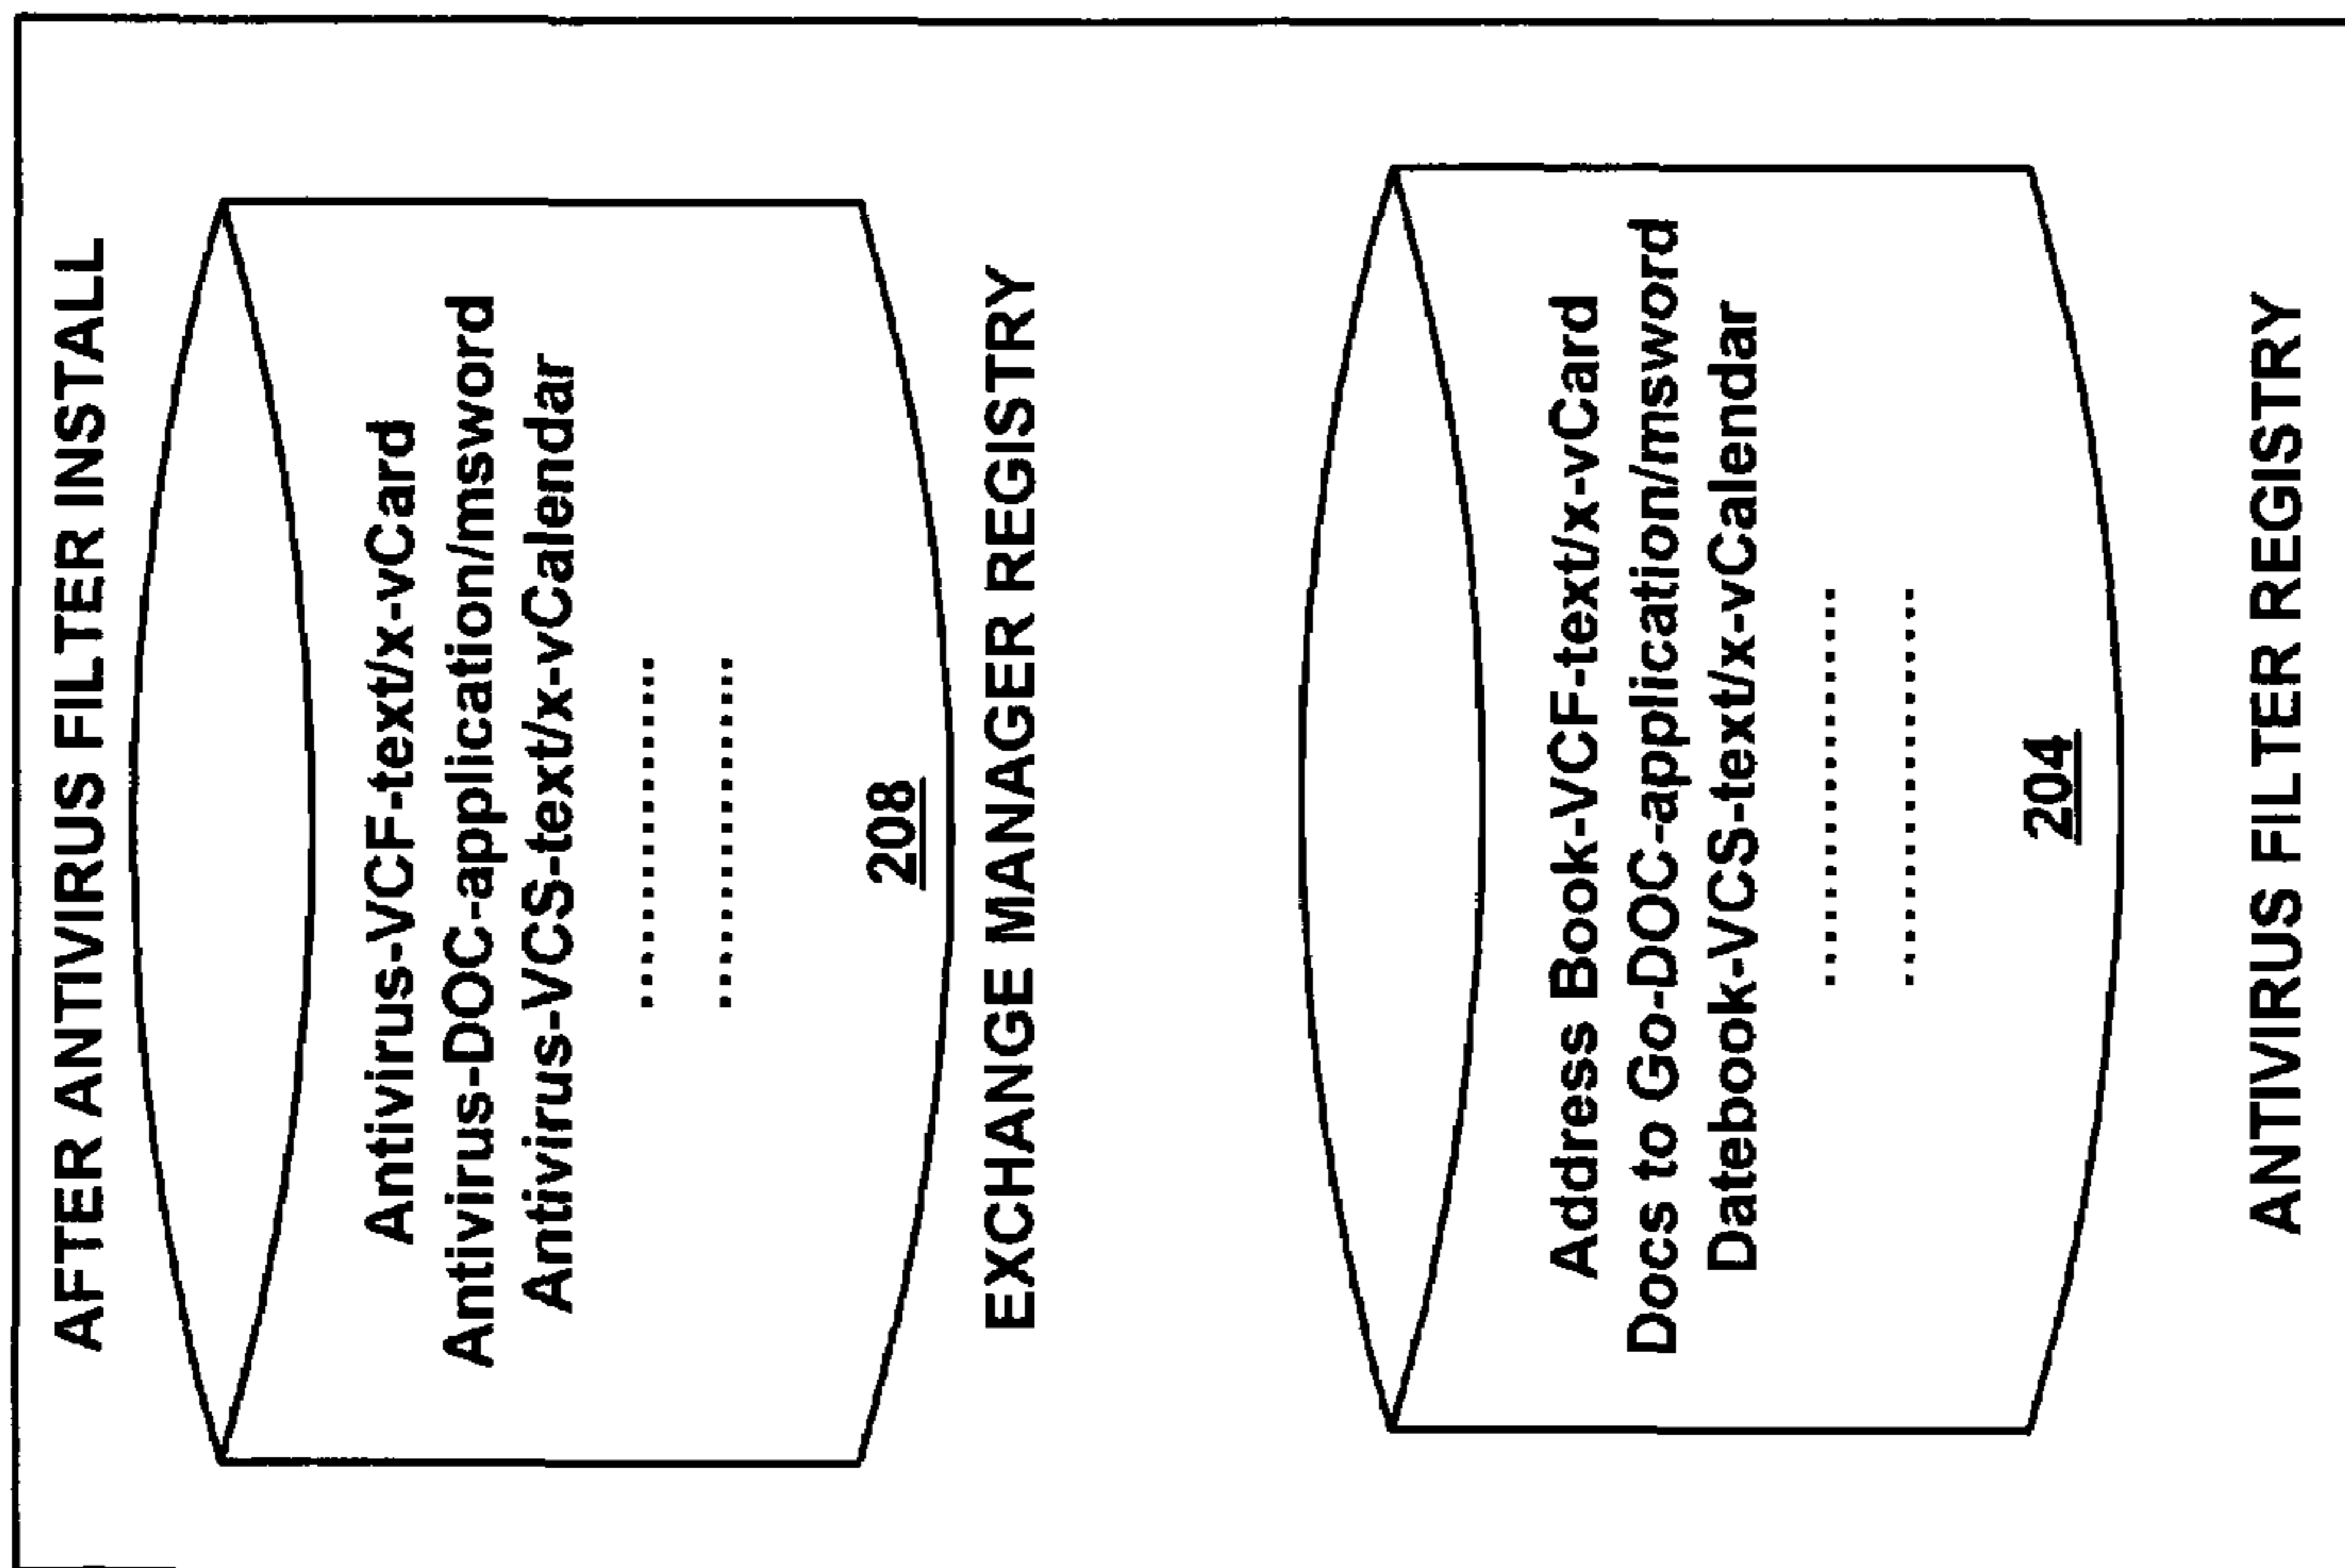 AFTER ANTIVIRUS FILTER INSTALL
Antivirus-VCF-text/x-vCard
Antivirus-DOC-application/msword
Antivirus-VCS-text/x-vCalendar
.................
.................
208
EXCHANGE MANAGER REGISTRY
Address Book-VCF-text/x-vCard
Docs to Go-DOC-application/msword
Datebook-VCS-text/x-vCalendar
...................
...................
204
ANTIVIRUS FILTER REGISTRY